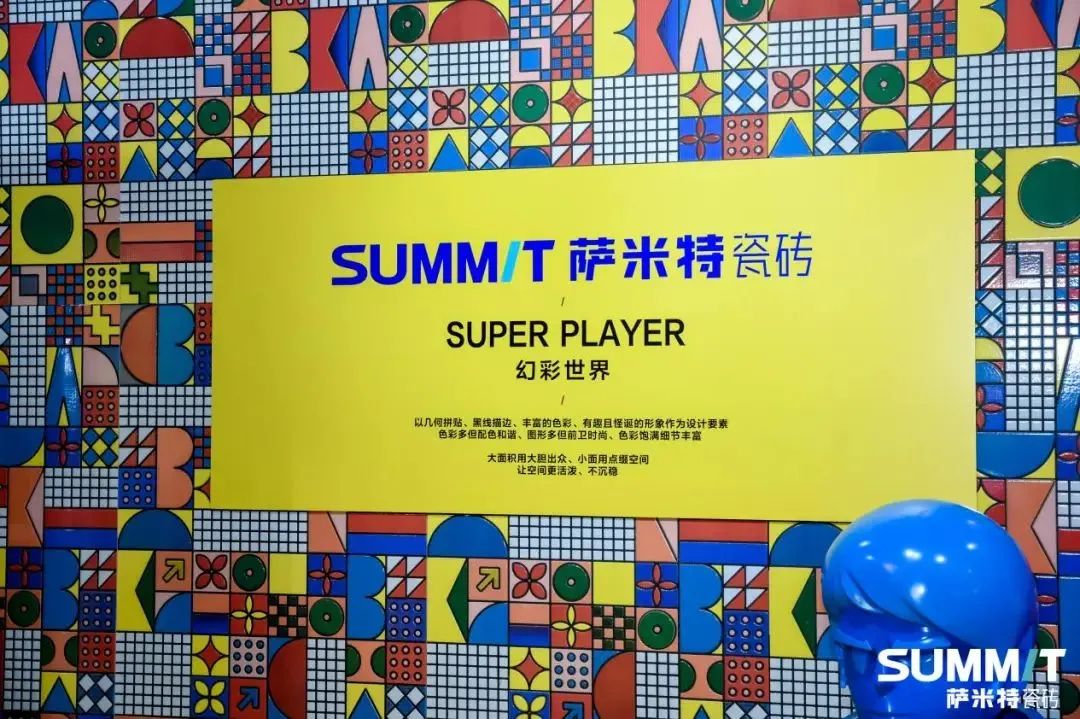 SUMMIT 萨米特瓷砖
/
SUPER PLAYER
幻彩世界
/
以几何拼贴、黑线描边、丰富的色彩、有趣且怪诞的形象作为设计要素
色彩多但配色和谐、图形多但前卫时尚、色彩饱满细节丰富
大面积用大胆出众、小面用点缀空间
让空间更活泼、不沉稳
SUMMIT
萨米特瓷砖